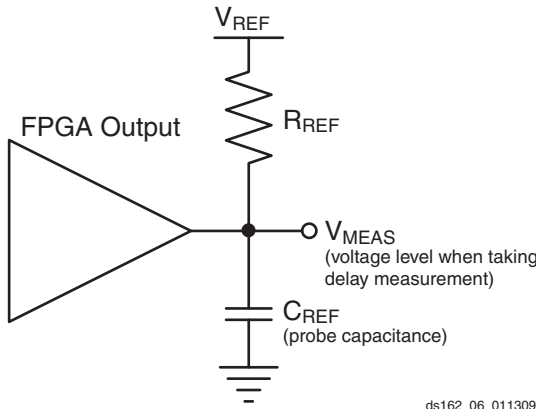 VREF
FPGA Output
RREF
VMEAS
(voltage level when taking
delay measurement)
CREF
(probe capacitance)
ds162_06_011309